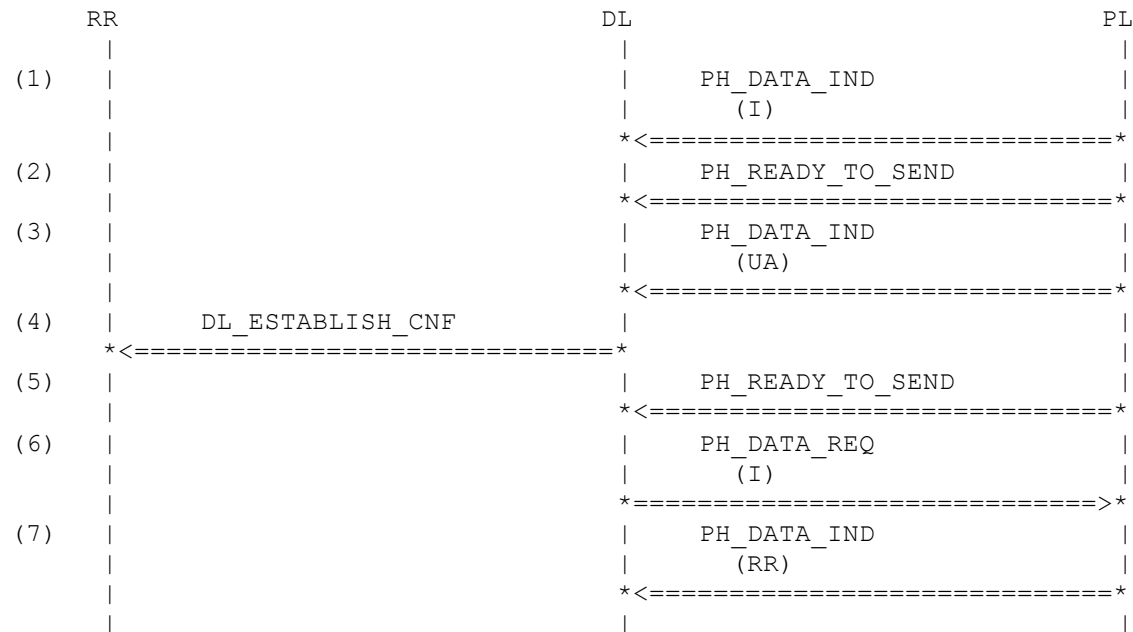 RR DL PL
(1) PH_DATA_IND
(I)
(2) PH_READY_TO_SEND
(3) PH_DATA_IND
(UA)
(4) DL_ESTABLISH_CNF
(5) PH_READY_TO_SEND
(6) PH_DATA_REQ
(I)
(7) PH_DATA_IND
(RR)